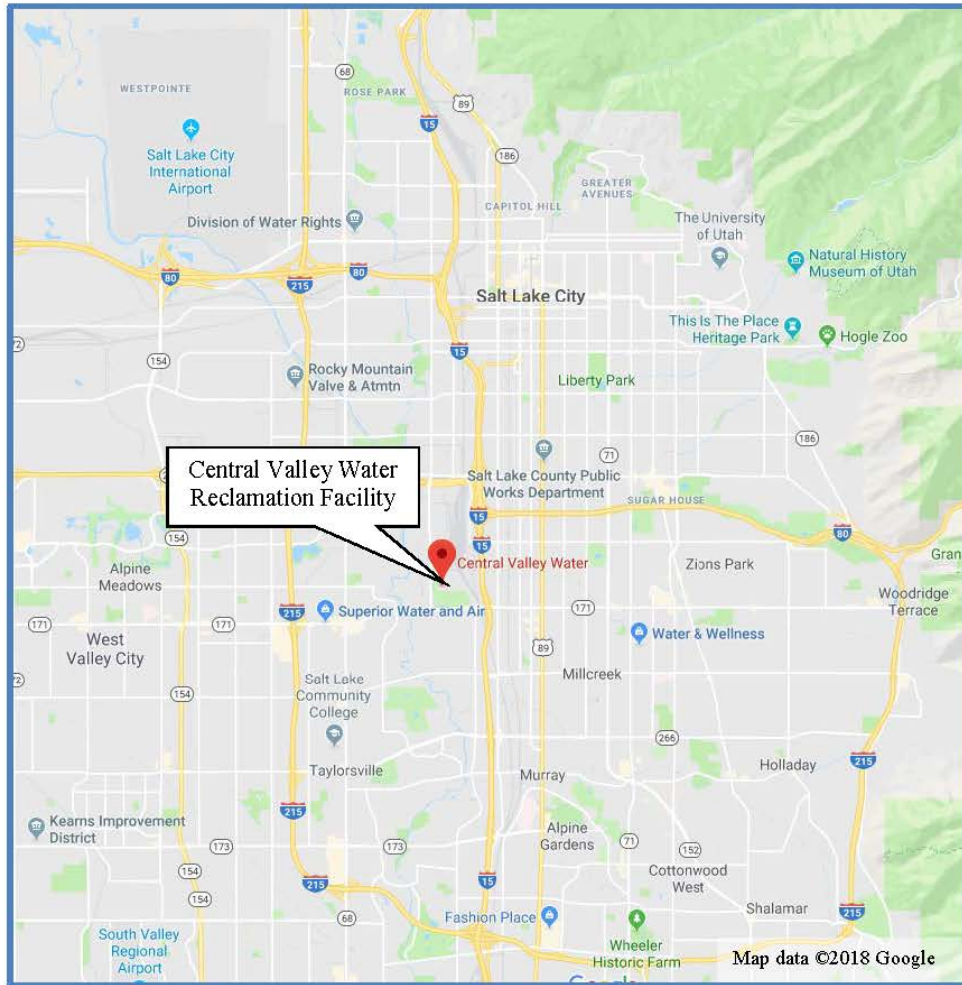 WESTPOINTE
68
ROSE PARK
89
15
Salt Lake City
International
Airport
186
GREATER
AVENUES
CAPITOL HILL
Division of Water Rights
The University
of Utah
Natural History
Museum of Utah
80
215
80
Salt Lake City
This Is The Place
Heritage Park
Hogle Zoo
72
154
15
Rocky Mountain
Valve & Atmtn
Liberty Park
186
71
Central Valley Water
Reclamation Facility
Salt Lake County Public
Works Department
SUGAR HOUSE
15
80
154
15
Central Valley Water
Gran
Alpine
Meadows
Zions Park
Woodridge
Terrace
215
Superior Water and Air
171
171
171
West
Valley City
89
Water & Wellness
72
154
Salt Lake
Community
College
Millcreek
266
Taylorsville
Murray
Holladay
215
215
Kearns Improvement
District
173
173
Alpine
Gardens
71
152
Cottonwood
West
154
215
15
68
Fashion Place
Shalamar
215
South Valley
Regional
Airport
Wheeler
Historic Farm
Map data ©2018 Google
Google